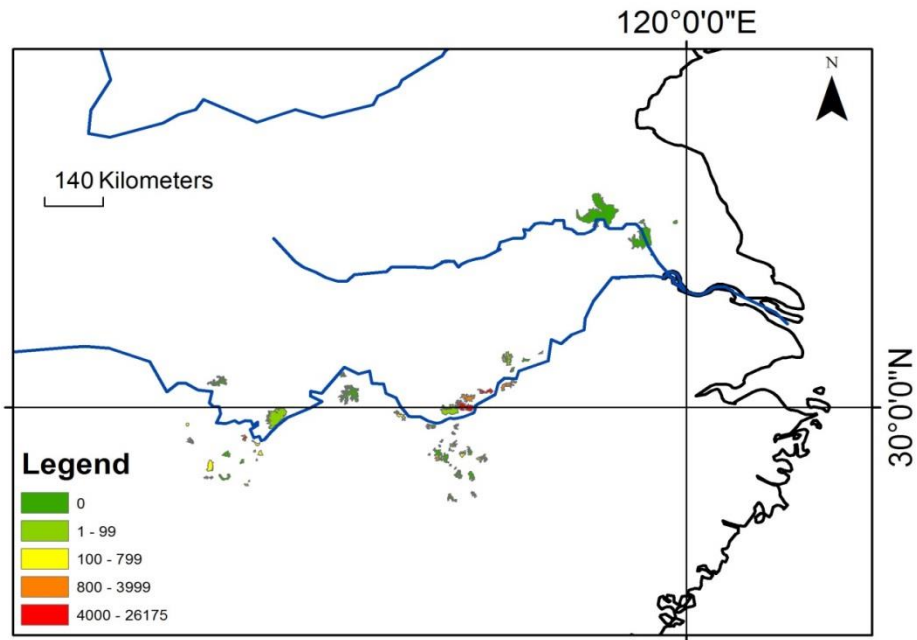 120°0'0"E
N
140 Kilometers
30°0'0"N
Legend
0
1 - 99
100 - 799
800 - 3999
4000 - 26175